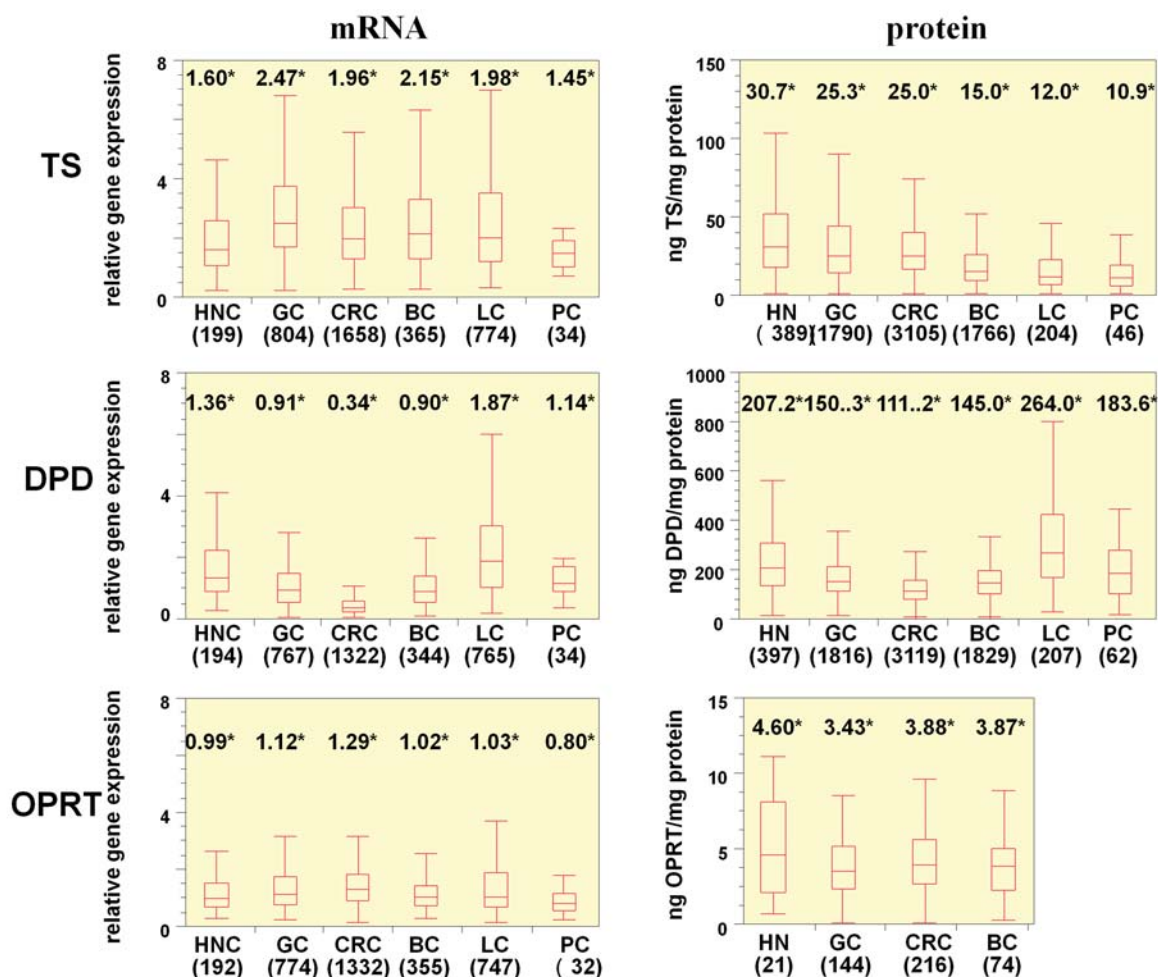 mRNA
protein
TS
relative gene expression
8
4
0
1.60* 2.47* 1.96* 2.15* 1.98* 1.45*
HNC GC CRC BC LC PC
(199) (804) (1658) (365) (774) (34)
ng TS/mg protein
150
100
50
0
30.7* 25.3* 25.0* 15.0* 12.0* 10.9*
HN GC CRC BC LC PC
( 389) (1790) (3105) (1766) (204) (46)
DPD
relative gene expression
8
4
0
1.36* 0.91* 0.34* 0.90* 1.87* 1.14*
HNC GC CRC BC LC PC
(194) (767) (1322) (344) (765) (34)
ng DPD/mg protein
1000
800
600
400
200
0
207.2* 150..3* 111..2* 145.0* 264.0* 183.6*
HN GC CRC BC LC PC
(397) (1816) (3119) (1829) (207) (62)
OPRT
relative gene expression
8
4
0
0.99* 1.12* 1.29* 1.02* 1.03* 0.80*
HNC GC CRC BC LC PC
(192) (774) (1332) (355) (747) ( 32)
ng OPRT/mg protein
15
10
5
0
4.60* 3.43* 3.88* 3.87*
HN GC CRC BC
(21) (144) (216) (74)